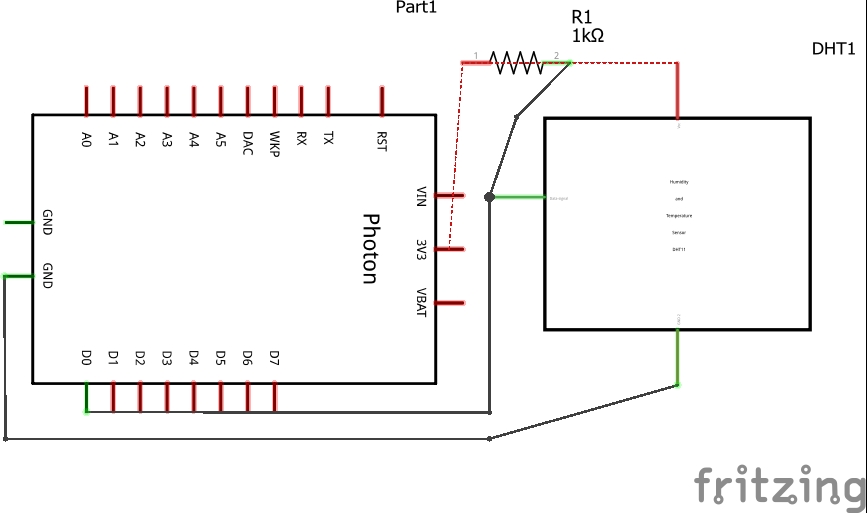 Part1
R1
1kΩ
DHT1
1
2
A0
A1
A2
A3
A4
A5
DAC
WKP
RX
TX
RST
GND
GND
VIN
3V3
VBAT
Photon
D0
D1
D2
D3
D4
D5
D6
D7
Humidity
and
Temperature
Sensor
DHT11
fritzing